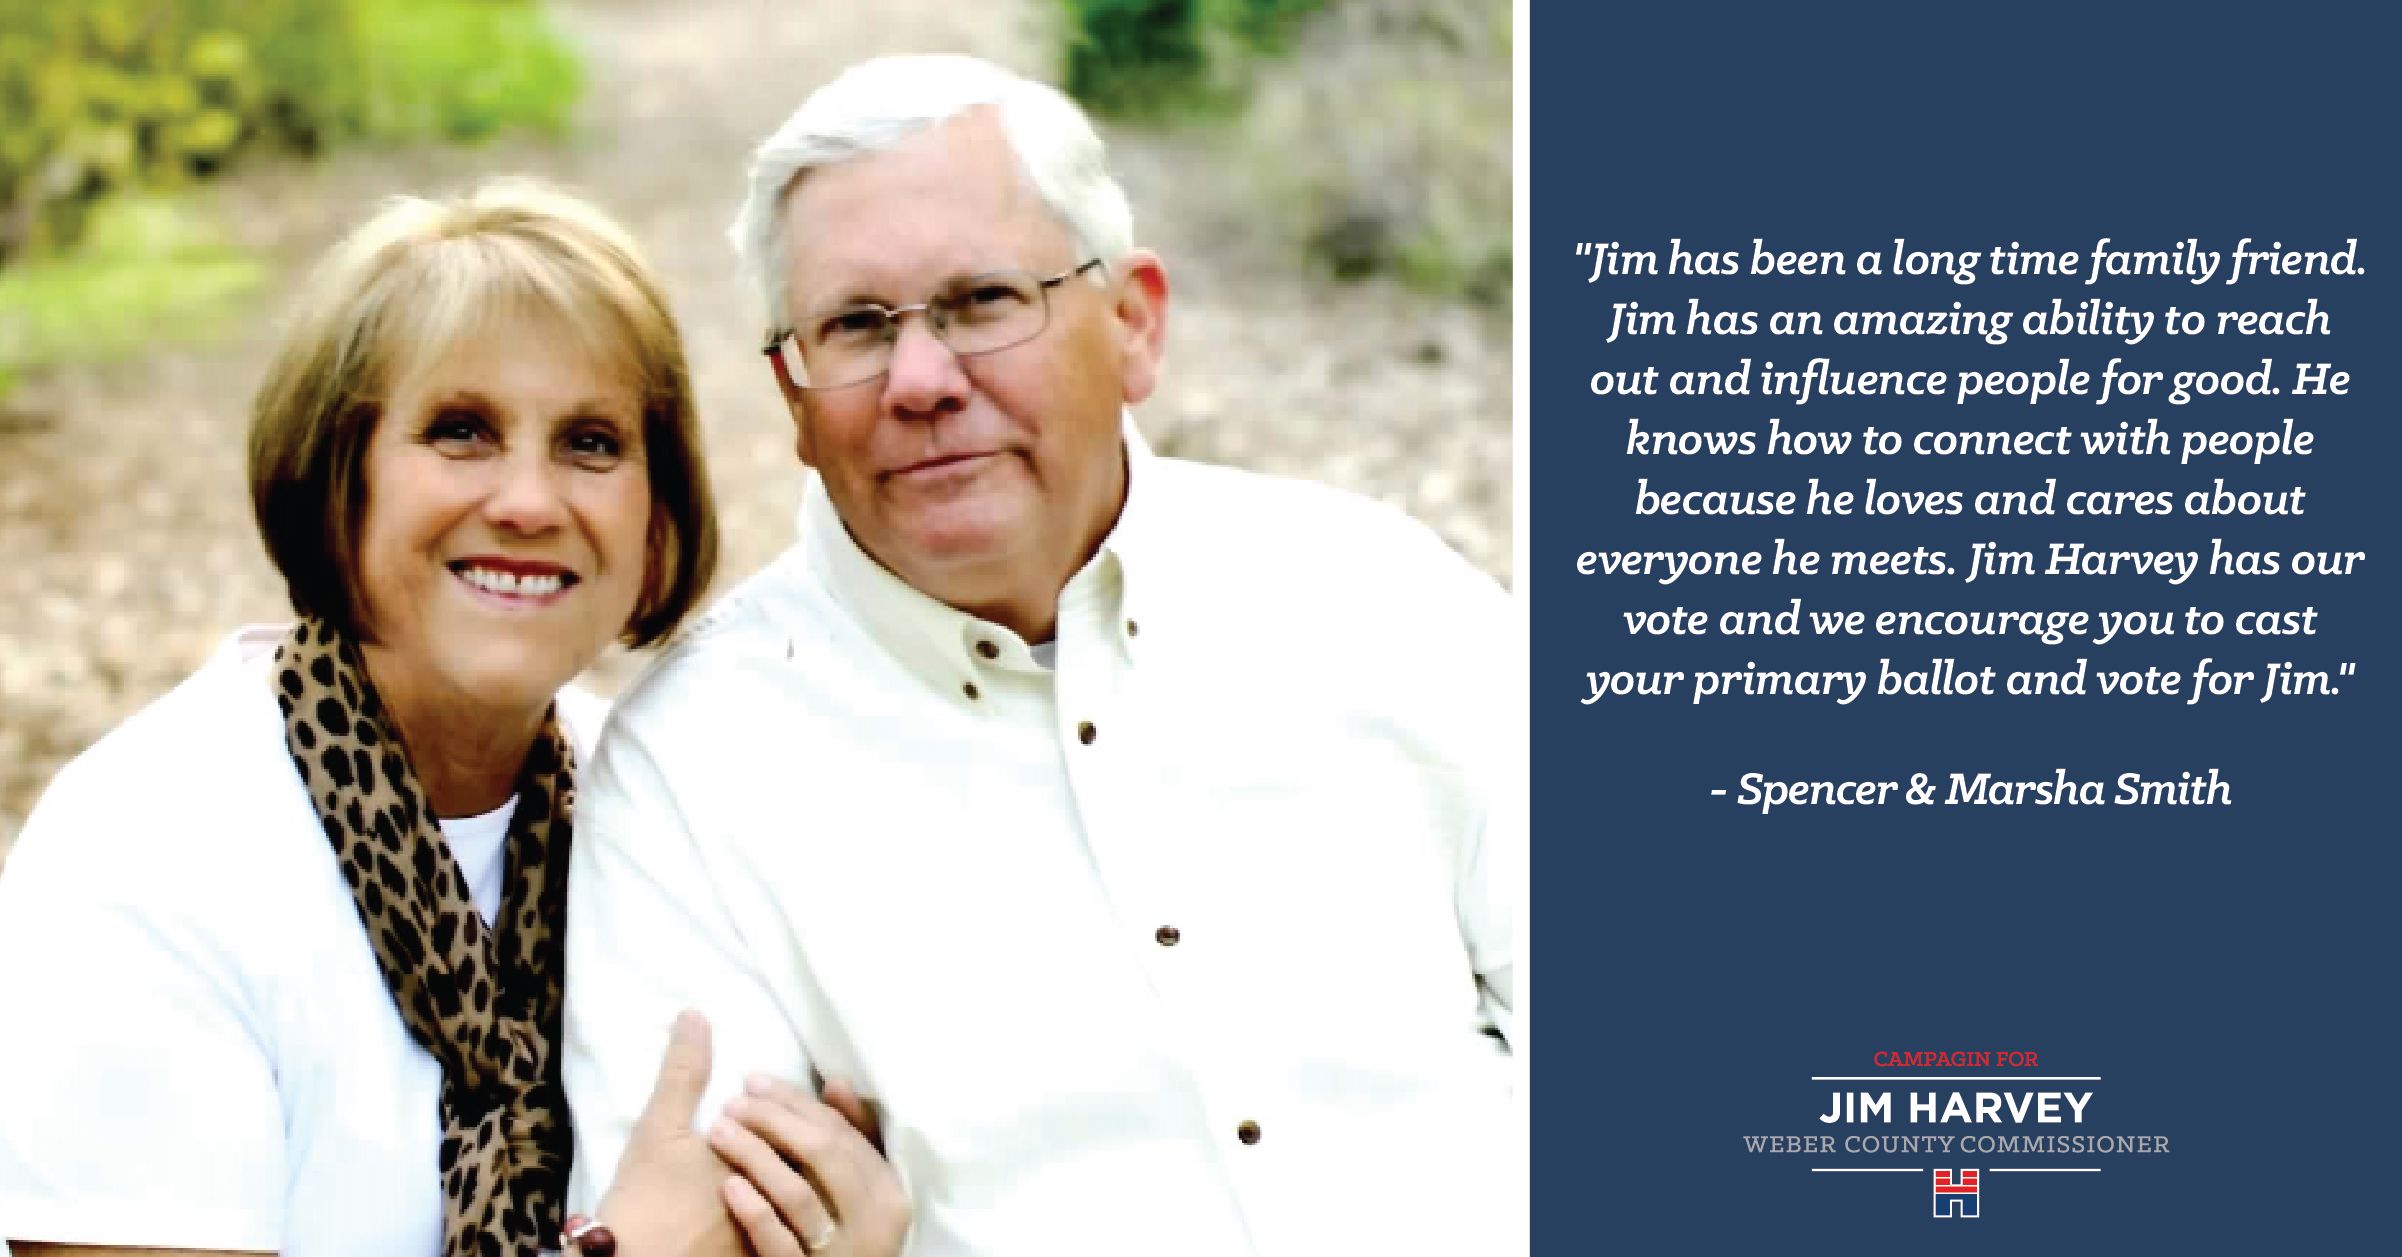 "Jim has been a long time family friend.
Jim has an amazing ability to reach
out and influence people for good. He
knows how to connect with people
because he loves and cares about
everyone he meets. Jim Harvey has our
vote and we encourage you to cast
your primary ballot and vote for Jim."
- Spencer & Marsha Smith
CAMPAGIN FOR
JIM HARVEY
WEBER COUNTY COMMISSIONER
H